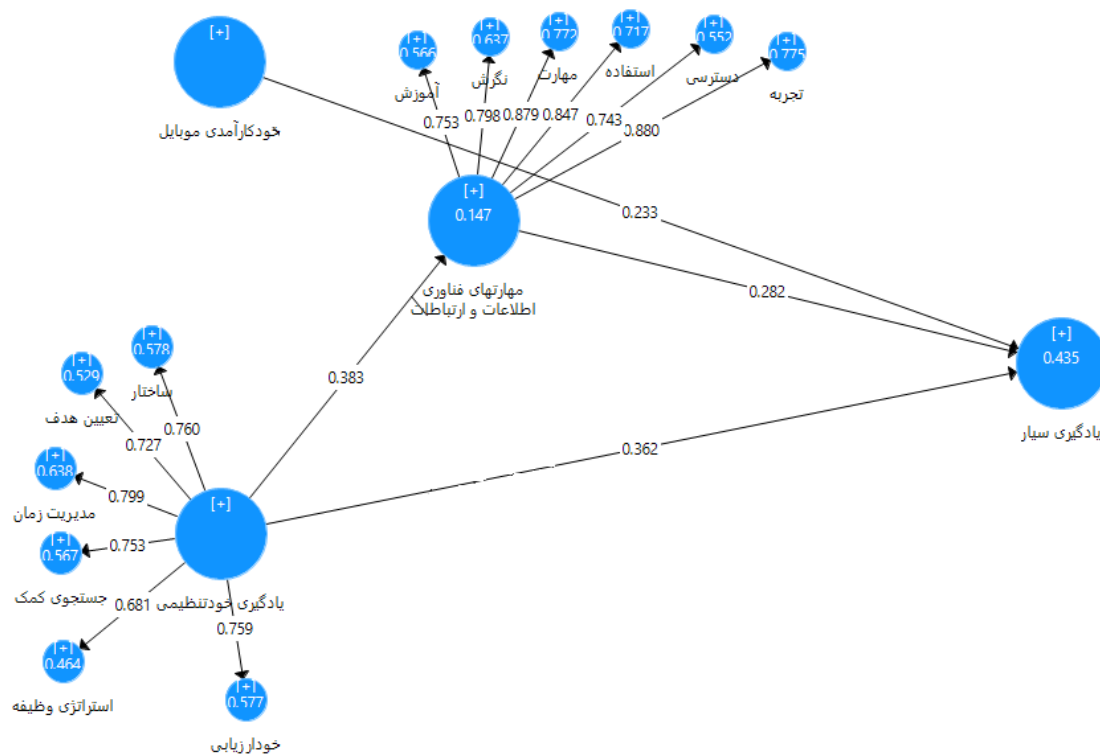 [+]
خودکارآمدی موبایل
[+]
0.566
آموزش
[+]
0.637
نگرش
[+]
0.772
مهارت
[+]
0.717
استفاده
[+]
0.552
دسترسی
[+]
0.775
تجربه
0.753
0.798
0.879
0.847
0.743
0.880
[+]
0.147
مهارتهای فناوری
اطلاعات و ارتباطات
0.233
0.282
0.383
0.362
[+]
0.435
یادگیری سیار
[+]
0.578
ساختار
[+]
0.529
تعیین هدف
[+]
0.638
مدیریت زمان
[+]
0.567
جستجوی کمک
[+]
0.464
استراتژی وظیفه
[+]
0.577
خودارزیابی
0.760
0.727
0.799
0.753
0.681
0.759
[+]
یادگیری خودتنظیمی